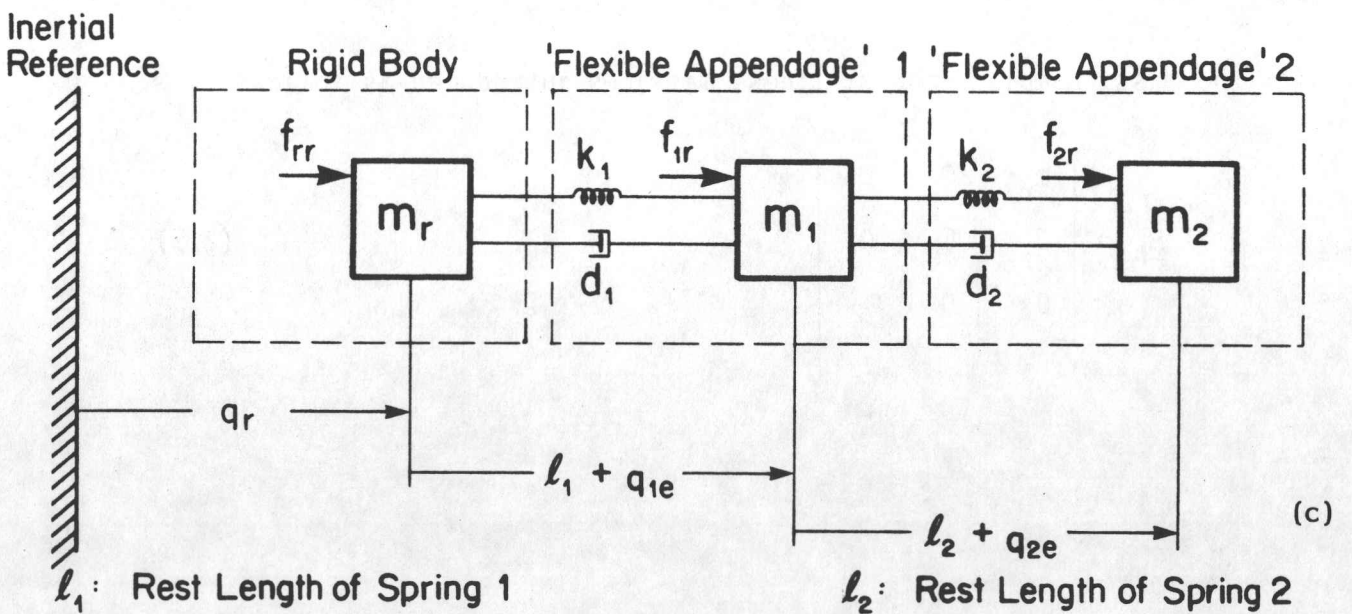 Inertial
Reference
Rigid Body
'Flexible Appendage' 1
'Flexible Appendage' 2
f_rr
m_r
k_1
d_1
f_1r
m_1
k_2
d_2
f_2r
m_2
q_r
ℓ_1 + q_1e
ℓ_2 + q_2e
(c)
ℓ_1: Rest Length of Spring 1
ℓ_2: Rest Length of Spring 2